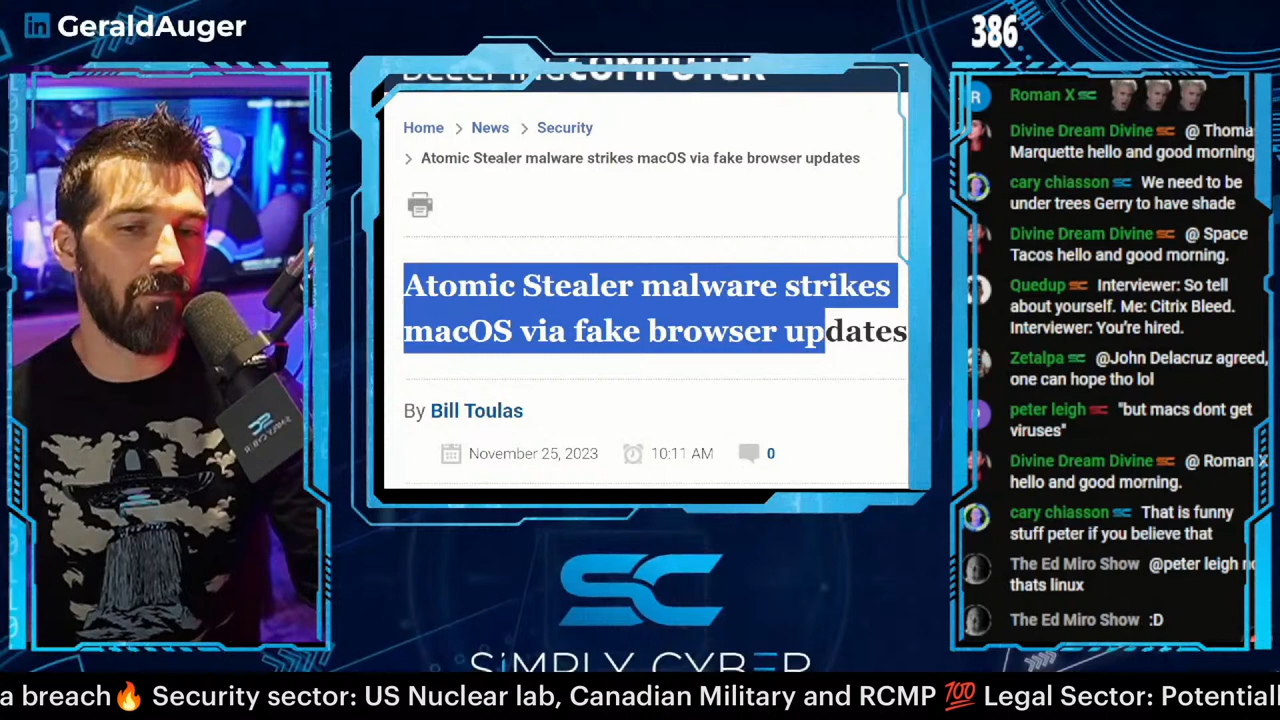 in GeraldAuger
386
BLEEPINGCOMPUTER
Home > News > Security
> Atomic Stealer malware strikes macOS via fake browser updates
Atomic Stealer malware strikes
macOS via fake browser updates
By Bill Toulas
November 25, 2023 10:11 AM 0
SC
SIMPLY CYBER
R Roman X
Divine Dream Divine @ Thoma
Marquette hello and good morning
cary chiasson We need to be
under trees Gerry to have shade
Divine Dream Divine @ Space
Tacos hello and good morning.
Quedup Interviewer: So tell
about yourself. Me: Citrix Bleed.
Interviewer: You're hired.
Zetalpa @John Delacruz agreed,
one can hope tho lol
peter leigh "but macs dont get
viruses"
Divine Dream Divine @ Roman X
hello and good morning.
cary chiasson That is funny
stuff peter if you believe that
The Ed Miro Show @peter leigh
thats linux
The Ed Miro Show :D
a breach🔥 Security sector: US Nuclear lab, Canadian Military and RCMP 💯 Legal Sector: Potentiall